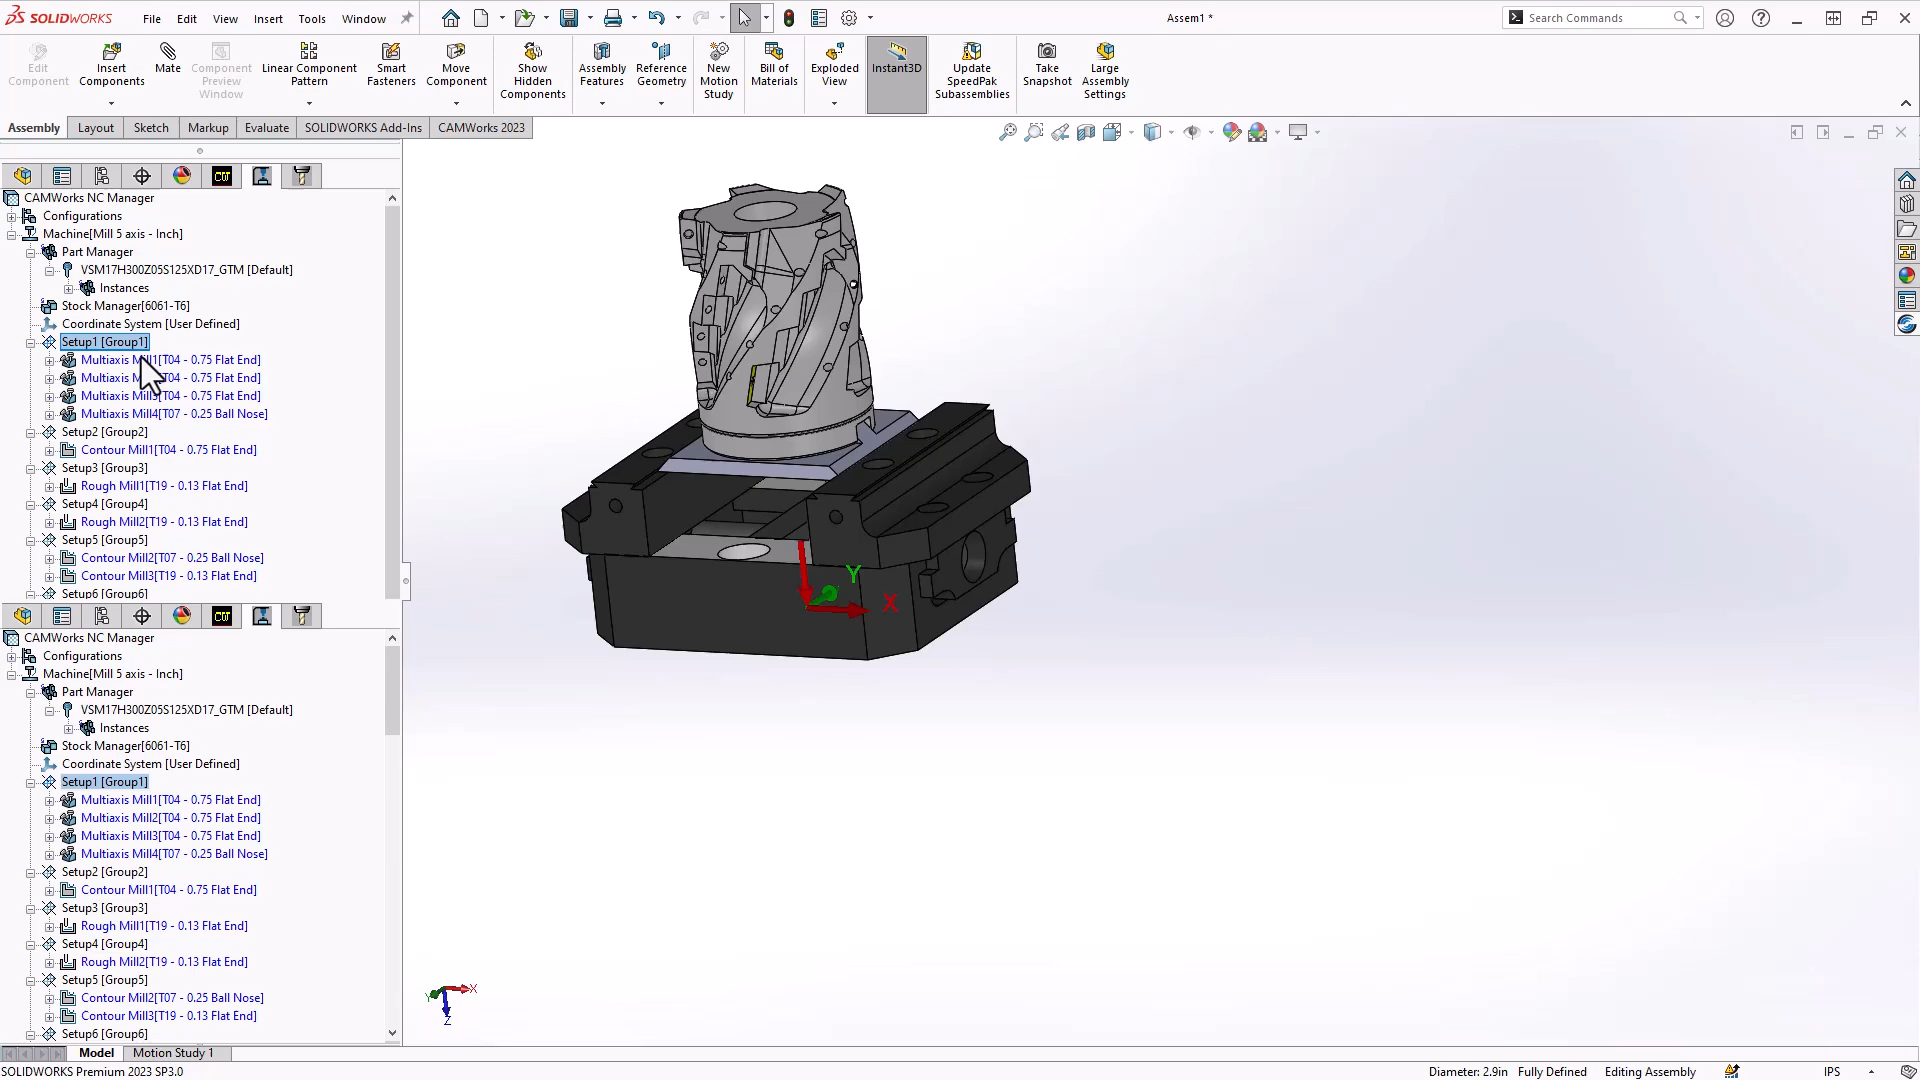 SOLIDWORKS File Edit View Insert Tools Window Assem1 * Search Commands
Edit Component
Insert Components
Mate
Component Preview Window
Linear Component Pattern
Smart Fasteners
Move Component
Show Hidden Components
Assembly Features
Reference Geometry
New Motion Study
Bill of Materials
Exploded View
Instant3D
Update SpeedPak Subassemblies
Take Snapshot
Large Assembly Settings
Assembly Layout Sketch Markup Evaluate SOLIDWORKS Add-Ins CAMWorks 2023
CAMWorks NC Manager
Configurations
Machine[Mill 5 axis - Inch]
Part Manager
VSM17H300Z05S125XD17_GTM [Default]
Instances
Stock Manager[6061-T6]
Coordinate System [User Defined]
Setup1 [Group1]
Multiaxis Mill1[T04 - 0.75 Flat End]
Multiaxis T04 - 0.75 Flat End]
Multiaxis Mill3[T04 - 0.75 Flat End]
Multiaxis Mill4[T07 - 0.25 Ball Nose]
Setup2 [Group2]
Contour Mill1[T04 - 0.75 Flat End]
Setup3 [Group3]
Rough Mill1[T19 - 0.13 Flat End]
Setup4 [Group4]
Rough Mill2[T19 - 0.13 Flat End]
Setup5 [Group5]
Contour Mill2[T07 - 0.25 Ball Nose]
Contour Mill3[T19 - 0.13 Flat End]
Setup6 [Group6]
CAMWorks NC Manager
Configurations
Machine[Mill 5 axis - Inch]
Part Manager
VSM17H300Z05S125XD17_GTM [Default]
Instances
Stock Manager[6061-T6]
Coordinate System [User Defined]
Setup1 [Group1]
Multiaxis Mill1[T04 - 0.75 Flat End]
Multiaxis Mill2[T04 - 0.75 Flat End]
Multiaxis Mill3[T04 - 0.75 Flat End]
Multiaxis Mill4[T07 - 0.25 Ball Nose]
Setup2 [Group2]
Contour Mill1[T04 - 0.75 Flat End]
Setup3 [Group3]
Rough Mill1[T19 - 0.13 Flat End]
Setup4 [Group4]
Rough Mill2[T19 - 0.13 Flat End]
Setup5 [Group5]
Contour Mill2[T07 - 0.25 Ball Nose]
Contour Mill3[T19 - 0.13 Flat End]
Setup6 [Group6]
Y
X
Y X
Z
Model Motion Study 1
SOLIDWORKS Premium 2023 SP3.0 Diameter: 2.9in Fully Defined Editing Assembly IPS